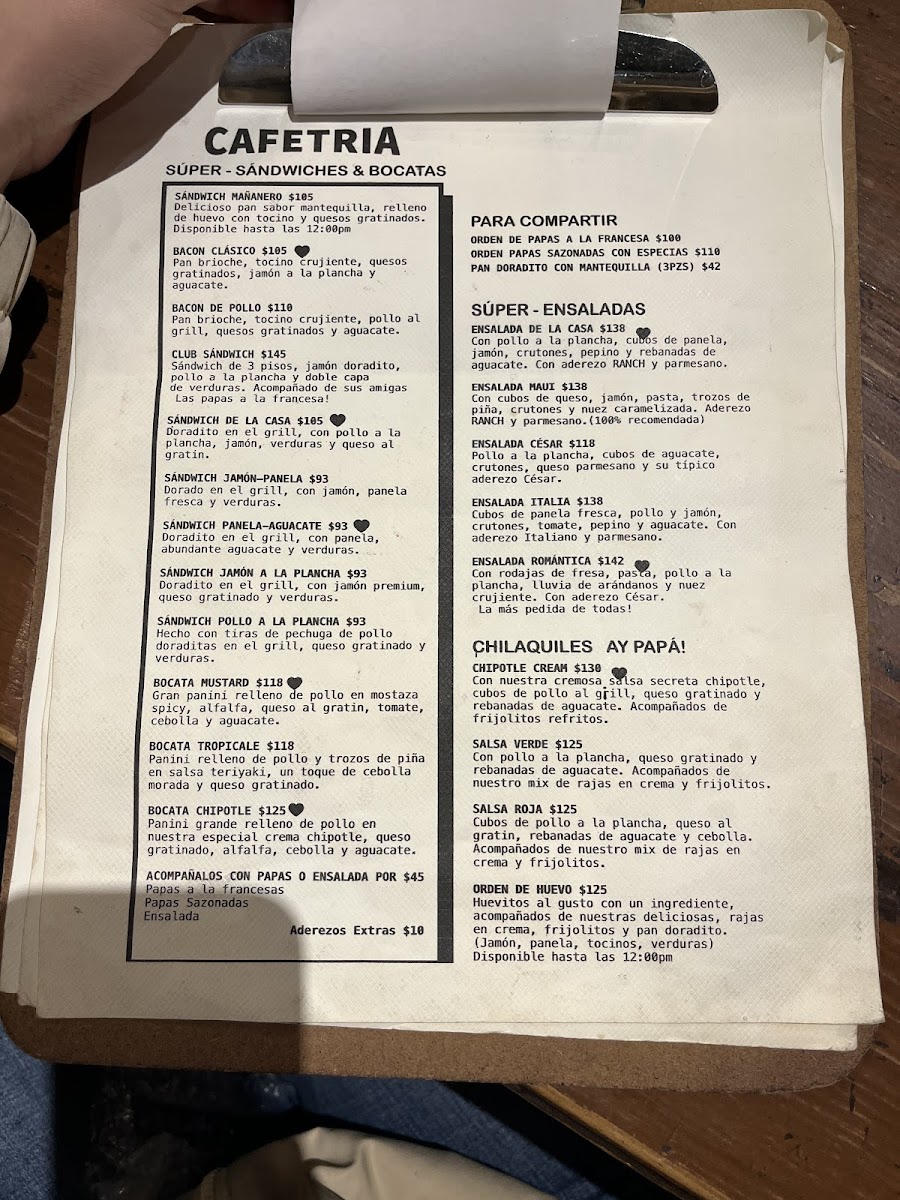 CAFETRIA
SÚPER - SÁNDWICHES & BOCATAS
SÁNDWICH MAÑANERO $105
Delicioso pan sabor mantequilla, relleno
de huevo con tocino y quesos gratinados.
Disponible hasta las 12:00pm
BACON CLÁSICO $105
Pan brioche, tocino crujiente, quesos
gratinados, jamón a la plancha y
aguacate.
BACON DE POLLO $110
Pan brioche, tocino crujiente, pollo al
grill, quesos gratinados y aguacate.
CLUB SÁNDWICH $145
Sándwich de 3 pisos, jamón doradito,
pollo a la plancha y doble capa
de verduras. Acompañado de sus amigas
Las papas a la francesa!
SÁNDWICH DE LA CASA $105
Doradito en el grill, con pollo a la
plancha, jamón, verduras y queso al
gratín.
SÁNDWICH JAMÓN–PANELA $93
Dorado en el grill, con jamón, panela
fresca y verduras.
SÁNDWICH PANELA–AGUACATE $93
Doradito en el grill, con panela,
abundante aguacate y verduras.
SÁNDWICH JAMÓN A LA PLANCHA $93
Doradito en el grill, con jamón premium,
queso gratinado y verduras.
SÁNDWICH POLLO A LA PLANCHA $93
Hecho con tiras de pechuga de pollo
doraditas en el grill, queso gratinado y
verduras.
BOCATA MUSTARD $118
Gran panini relleno de pollo en mostaza
spicy, alfalfa, queso al gratin, tomate,
cebolla y aguacate.
BOCATA TROPICALE $118
Panini relleno de pollo y trozos de piña
en salsa teriyaki, un toque de cebolla
morada y queso gratinado.
BOCATA CHIPOTLE $125
Panini grande relleno de pollo en
nuestra especial crema chipotle, queso
gratinado, alfalfa, cebolla y aguacate.
ACOMPAÑALOS CON PAPAS O ENSALADA POR $45
Papas a la francesas
Papas Sazonadas
Ensalada
Aderezos Extras $10
PARA COMPARTIR
ORDEN DE PAPAS A LA FRANCESA $100
ORDEN PAPAS SAZONADAS CON ESPECIAS $110
PAN DORADITO CON MANTEQUILLA (3PZS) $42
SÚPER - ENSALADAS
ENSALADA DE LA CASA $138
Con pollo a la plancha, cubos de panela,
jamón, crutones, pepino y rebanadas de
aguacate. Con aderezo RANCH y parmesano.
ENSALADA MAUI $138
Con cubos de queso, jamón, pasta, trozos de
piña, crutones y nuez caramelizada. Aderezo
RANCH y parmesano.(100% recomendada)
ENSALADA CÉSAR $118
Pollo a la plancha, cubos de aguacate,
crutones, queso parmesano y su típico
aderezo César.
ENSALADA ITALIA $138
Cubos de panela fresca, pollo y jamón,
crutones, tomate, pepino y aguacate. Con
aderezo Italiano y parmesano.
ENSALADA ROMÁNTICA $142
Con rodajas de fresa, pasta, pollo a la
plancha, lluvia de arándanos y nuez
crujiente. Con aderezo César.
La más pedida de todas!
CHILAQUILES AY PAPÁ!
CHIPOTLE CREAM $130
Con nuestra cremosa salsa secreta chipotle,
cubos de pollo al grill, queso gratinado y
rebanadas de aguacate. Acompañados de
frijolitos refritos.
SALSA VERDE $125
Con pollo a la plancha, queso gratinado y
rebanadas de aguacate. Acompañados de
nuestro mix de rajas en crema y frijolitos.
SALSA ROJA $125
Cubos de pollo a la plancha, queso al
gratin, rebanadas de aguacate y cebolla.
Acompañados de nuestro mix de rajas en
crema y frijolitos.
ORDEN DE HUEVO $125
Huevitos al gusto con un ingrediente,
acompañados de nuestras deliciosas, rajas
en crema, frijolitos y pan doradito.
(Jamón, panela, tocinos, verduras)
Disponible hasta las 12:00pm